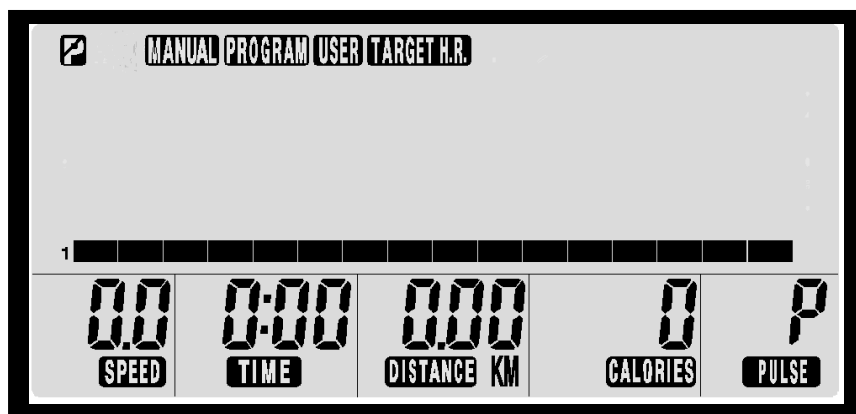 MANUAL PROGRAM USER TARGET H.R.
1
0.0 0:00 0.00 0 P
SPEED TIME DISTANCE KM CALORIES PULSE